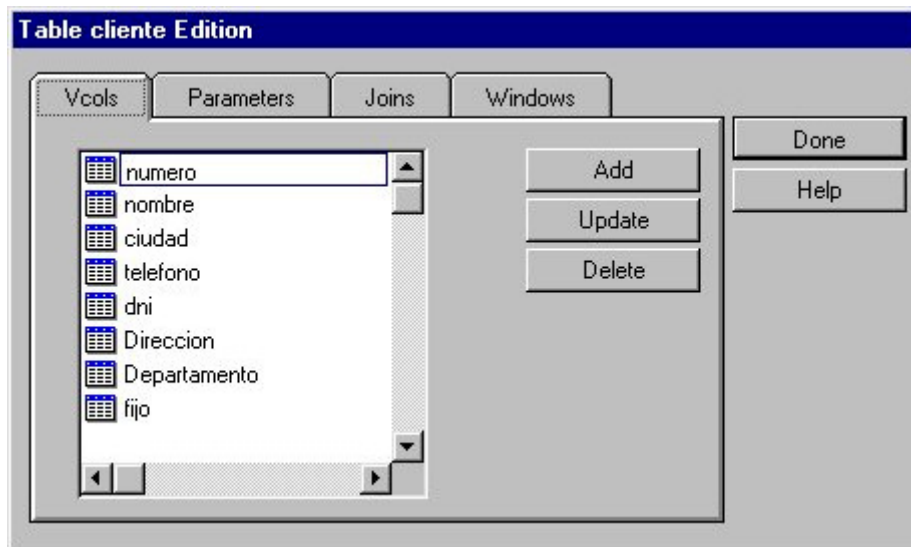 Table cliente Edition
Vcols Parameters Joins Windows
numero
nombre
ciudad
telefono
dni
Direccion
Departamento
fijo
Add
Update
Delete
Done
Help